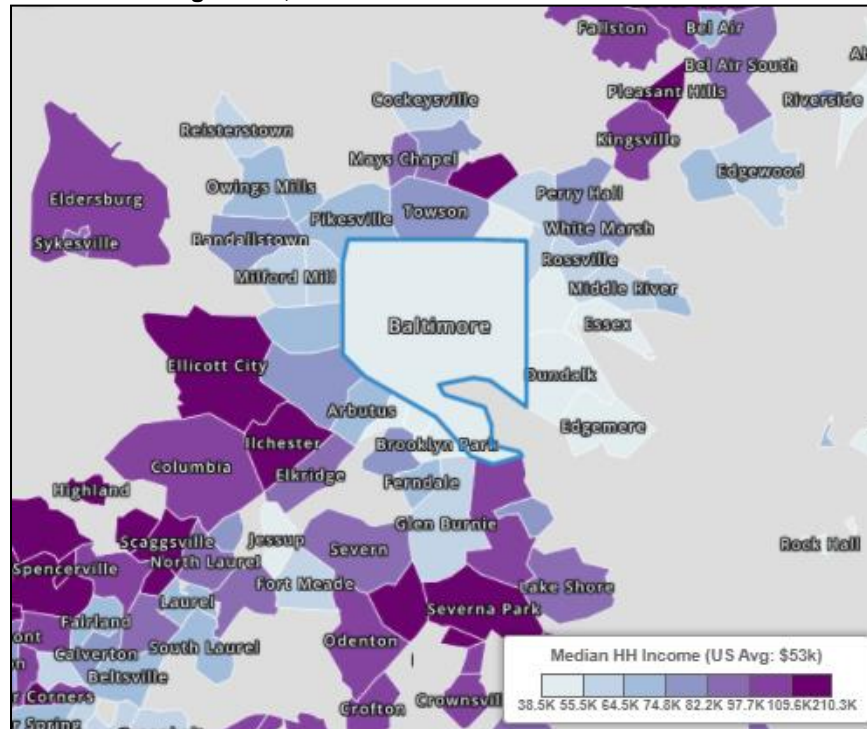 Fallston
Bel Air
Bel Air South
Pleasant Hills
Riverside
Cockeysville
Reisterstown
Kingsville
Mays Chapel
Edgewood
Owings Mills
Perry Hall
Eldersburg
Pikesville
Towson
White Marsh
Sykesville
Randallstown
Rossville
Milford Mill
Middle River
Baltimore
Essex
Ellicott City
Dundalk
Arbutus
Edgemere
Ilchester
Brooklyn Park
Columbia
Elkridge
Ferndale
Highland
Glen Burnie
Scaggsville
Jessup
Severn
Rock Hall
Spencerville
North Laurel
Fort Meade
Lake Shore
Laurel
Severna Park
Fairland
ont
Calverton
South Laurel
Odenton
Beltsville
r Corners
Crofton
Crownsvil
r Spring
Median HH Income (US Avg: $53k)
38.5K 55.5K 64.5K 74.8K 82.2K 97.7K 109.6K 210.3K